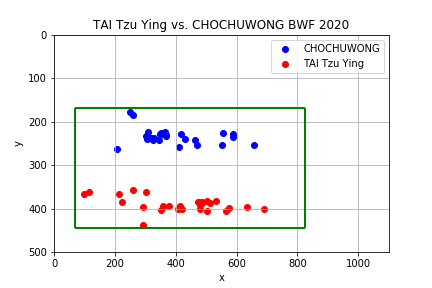 TAI Tzu Ying vs. CHOCHUWONG BWF 2020
CHOCHUWONG
TAI Tzu Ying
0
100
200
300
400
500
y
0 200 400 600 800 1000
x